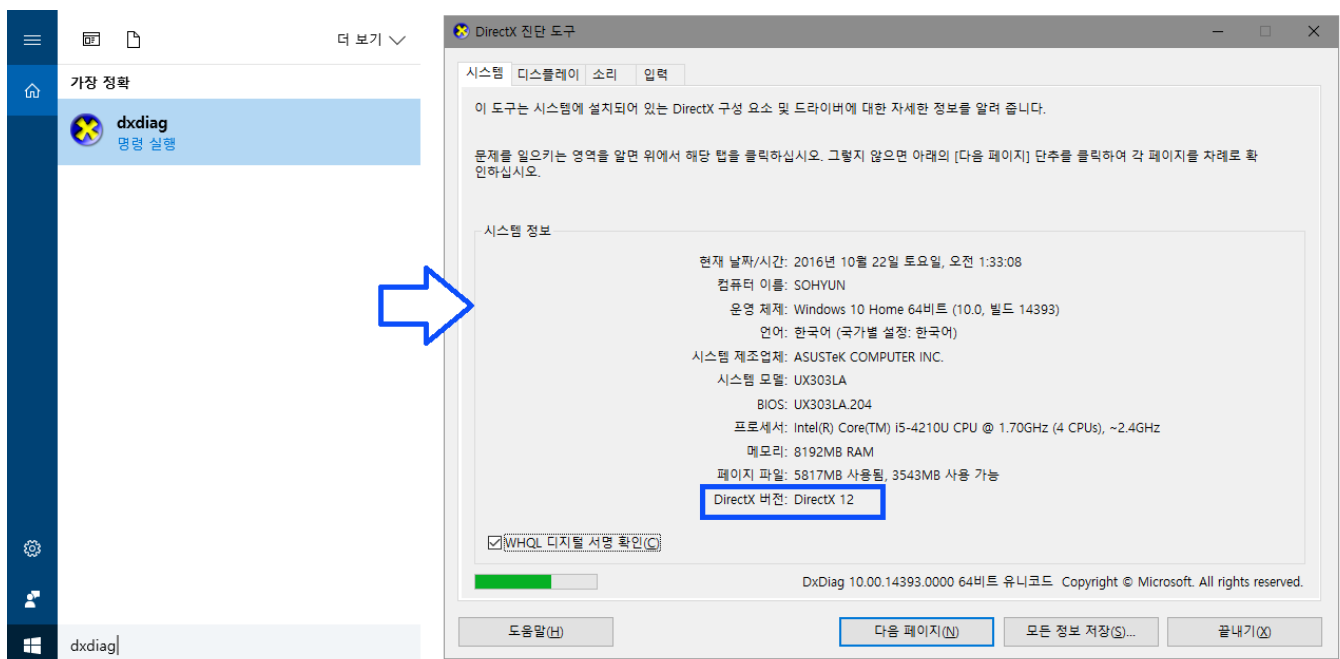 더 보기
가장 정확
dxdiag
명령 실행
dxdiag
DirectX 진단 도구
시스템 디스플레이 소리 입력
이 도구는 시스템에 설치되어 있는 DirectX 구성 요소 및 드라이버에 대한 자세한 정보를 알려 줍니다.
문제를 일으키는 영역을 알면 위에서 해당 탭을 클릭하십시오. 그렇지 않으면 아래의 [다음 페이지] 단추를 클릭하여 각 페이지를 차례로 확
인하십시오.
시스템 정보
현재 날짜/시간: 2016년 10월 22일 토요일, 오전 1:33:08
컴퓨터 이름: SOHYUN
운영 체제: Windows 10 Home 64비트 (10.0, 빌드 14393)
언어: 한국어 (국가별 설정: 한국어)
시스템 제조업체: ASUSTeK COMPUTER INC.
시스템 모델: UX303LA
BIOS: UX303LA.204
프로세서: Intel(R) Core(TM) i5-4210U CPU @ 1.70GHz (4 CPUs), ~2.4GHz
메모리: 8192MB RAM
페이지 파일: 5817MB 사용됨, 3543MB 사용 가능
DirectX 버전: DirectX 12
WHQL 디지털 서명 확인(C)
DxDiag 10.00.14393.0000 64비트 유니코드 Copyright © Microsoft. All rights reserved.
도움말(H) 다음 페이지(N) 모든 정보 저장(S)... 끝내기(X)